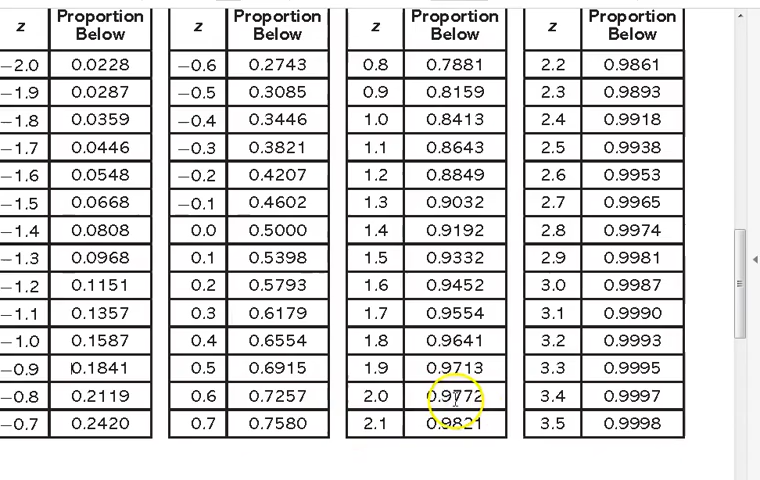 z Proportion Below z Proportion Below z Proportion Below z Proportion Below
−2.0 0.0228 −0.6 0.2743 0.8 0.7881 2.2 0.9861
−1.9 0.0287 −0.5 0.3085 0.9 0.8159 2.3 0.9893
−1.8 0.0359 −0.4 0.3446 1.0 0.8413 2.4 0.9918
−1.7 0.0446 −0.3 0.3821 1.1 0.8643 2.5 0.9938
−1.6 0.0548 −0.2 0.4207 1.2 0.8849 2.6 0.9953
−1.5 0.0668 −0.1 0.4602 1.3 0.9032 2.7 0.9965
−1.4 0.0808 0.0 0.5000 1.4 0.9192 2.8 0.9974
−1.3 0.0968 0.1 0.5398 1.5 0.9332 2.9 0.9981
−1.2 0.1151 0.2 0.5793 1.6 0.9452 3.0 0.9987
−1.1 0.1357 0.3 0.6179 1.7 0.9554 3.1 0.9990
−1.0 0.1587 0.4 0.6554 1.8 0.9641 3.2 0.9993
−0.9 0.1841 0.5 0.6915 1.9 0.9713 3.3 0.9995
−0.8 0.2119 0.6 0.7257 2.0 0.9772 3.4 0.9997
−0.7 0.2420 0.7 0.7580 2.1 0.9821 3.5 0.9998